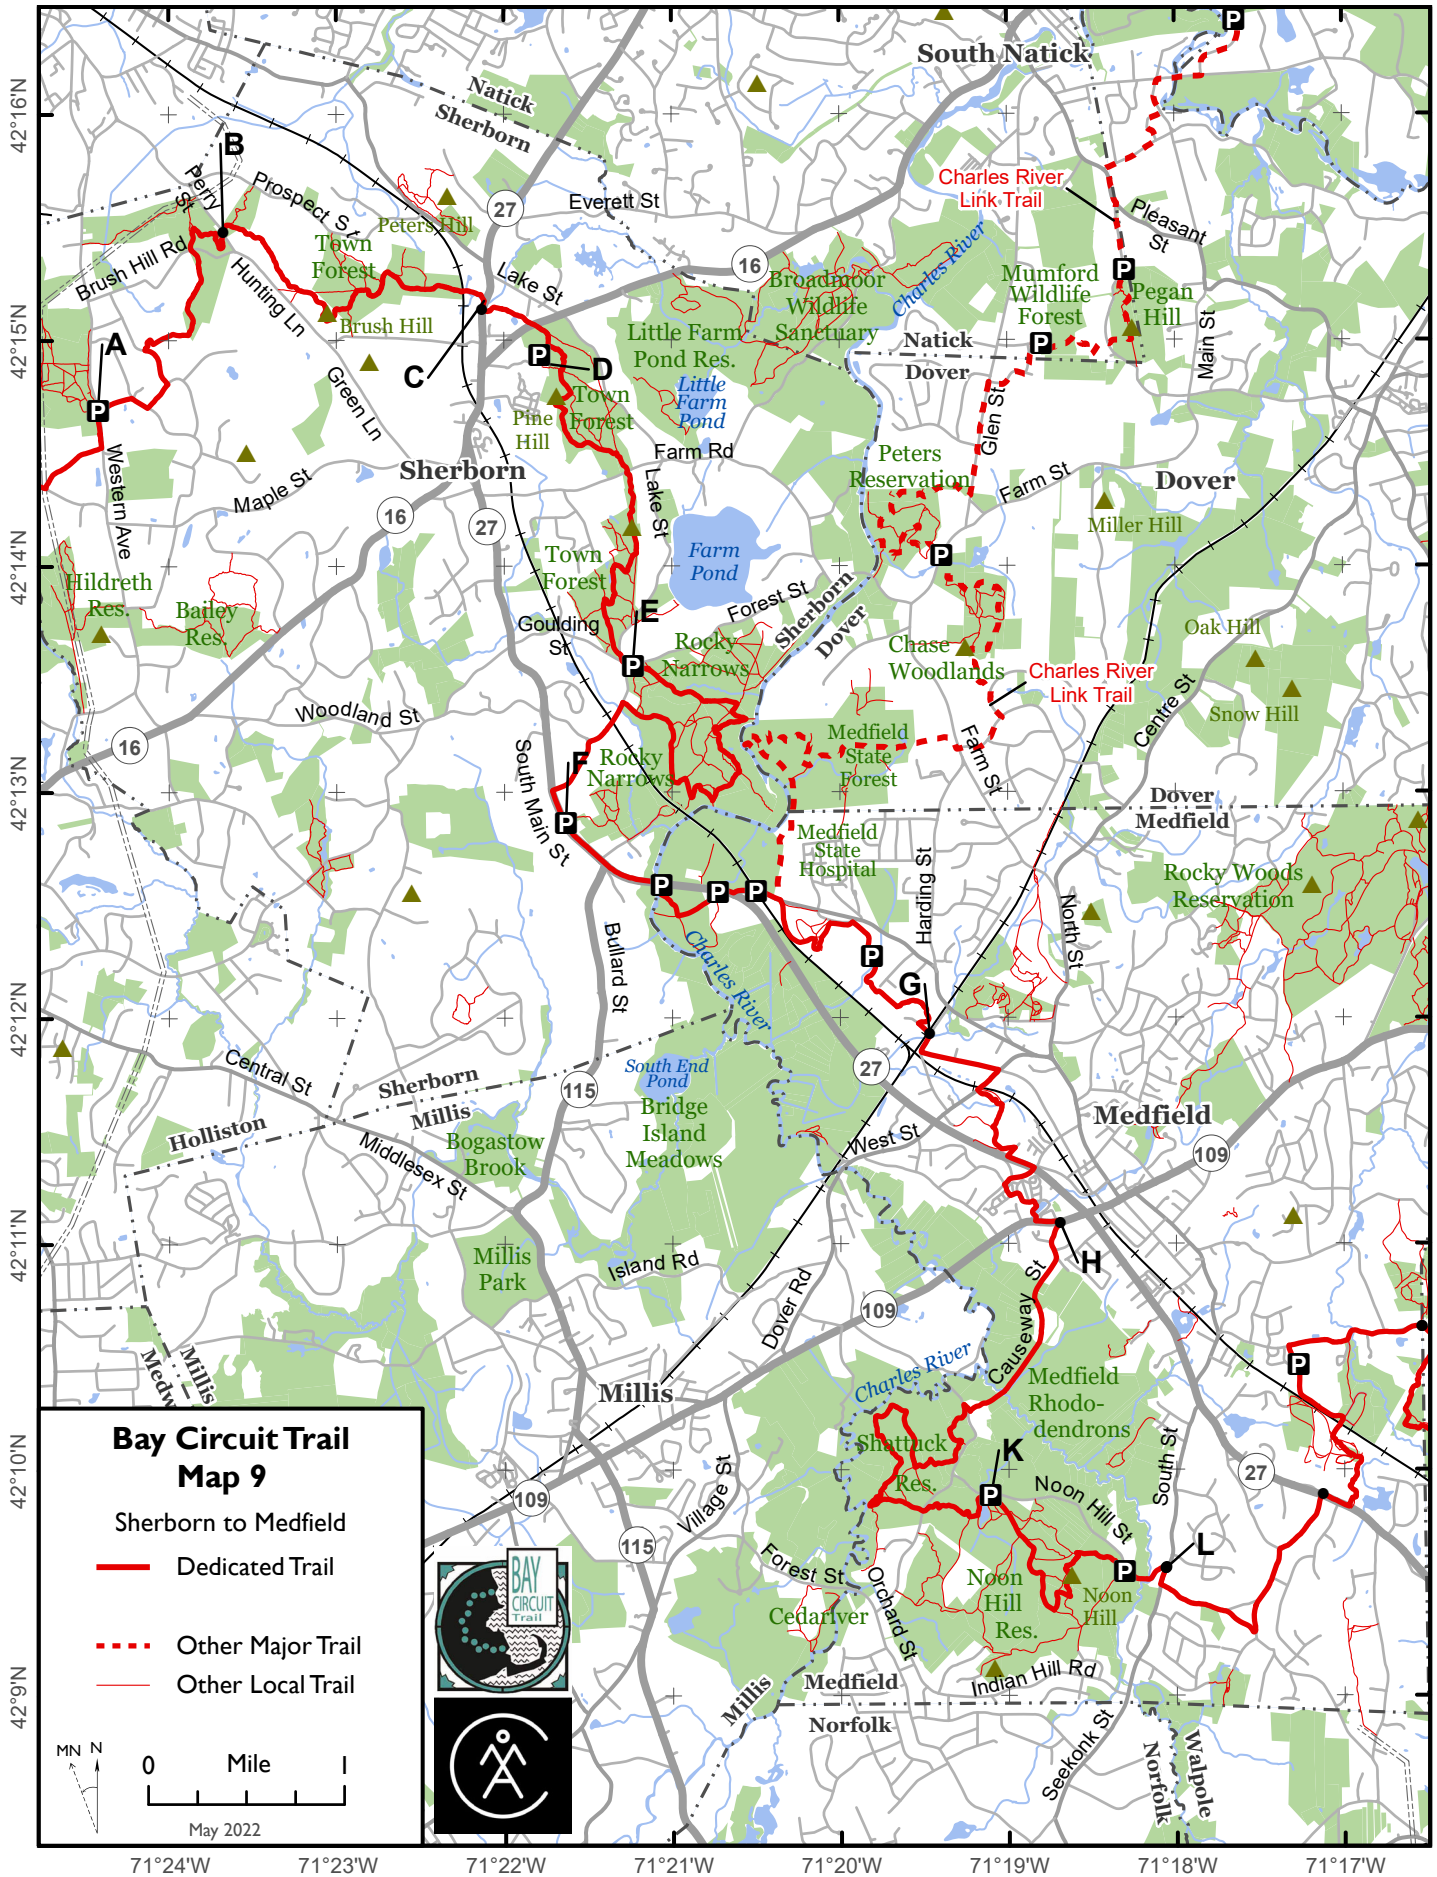 South Natick
P
42°16'N
Natick
Sherborn
B
Perry
St
Prospect St
27
Everett St
Charles River
Link Trail
Pleasant
St
Peters Hill
Town
Forest
Brush Hill Rd
Hunting Ln
Lake St
16
Broadmoor
Wildlife
Sanctuary
Charles River
Mumford
Wildlife
Forest
P
Pegan
Hill
42°15'N
A
Brush Hill
C
P
D
Little Farm
Pond Res.
Natick
Dover
P
Main St
P
Green Ln
Pine
Hill
Town
Forest
Little
Farm
Pond
Glen St
Western Ave
Maple St
Sherborn
Farm Rd
Lake St
Peters
Reservation
Farm St
Dover
16
27
Miller Hill
42°14'N
Town
Forest
Farm
Pond
P
Hildreth
Res.
Bailey
Res.
Goulding
St
E
Forest St
Sherborn
Dover
Oak Hill
P
Rocky
Narrows
Chase
Woodlands
Charles River
Link Trail
Woodland St
Snow Hill
16
South Main St
F
Rocky
Narrows
Medfield
State
Forest
Farm St
Centre St
42°13'N
P
Dover
Medfield
Medfield
State
Hospital
P
P
P
Harding St
North St
Rocky Woods
Reservation
Bullard St
Charles River
P
G
42°12'N
Central St
Sherborn
Millis
Holliston
115
South End
Pond
Bridge
Island
Meadows
27
Medfield
Bogastow
Brook
Middlesex St
West St
109
42°11'N
Millis
Park
Island Rd
Dover Rd
H
109
Causeway St
Millis
Medw
Millis
Charles River
Medfield
Rhodo-
dendrons
P
Bay Circuit Trail
Map 9
Sherborn to Medfield
Dedicated Trail
Other Major Trail
Other Local Trail
MN N
0 Mile 1
May 2022
42°10'N
Shattuck
Res.
K
P
South St
27
109
Village St
Noon Hill St
115
BAY
CIRCUIT
Trail
Forest St
Orchard St
L
P
Noon
Hill
Res.
Noon
Hill
Cedariver
42°9'N
Indian Hill Rd
Millis
Medfield
Norfolk
Seekonk St
Norfolk
Walpole
71°24'W
71°23'W
71°22'W
71°21'W
71°20'W
71°19'W
71°18'W
71°17'W